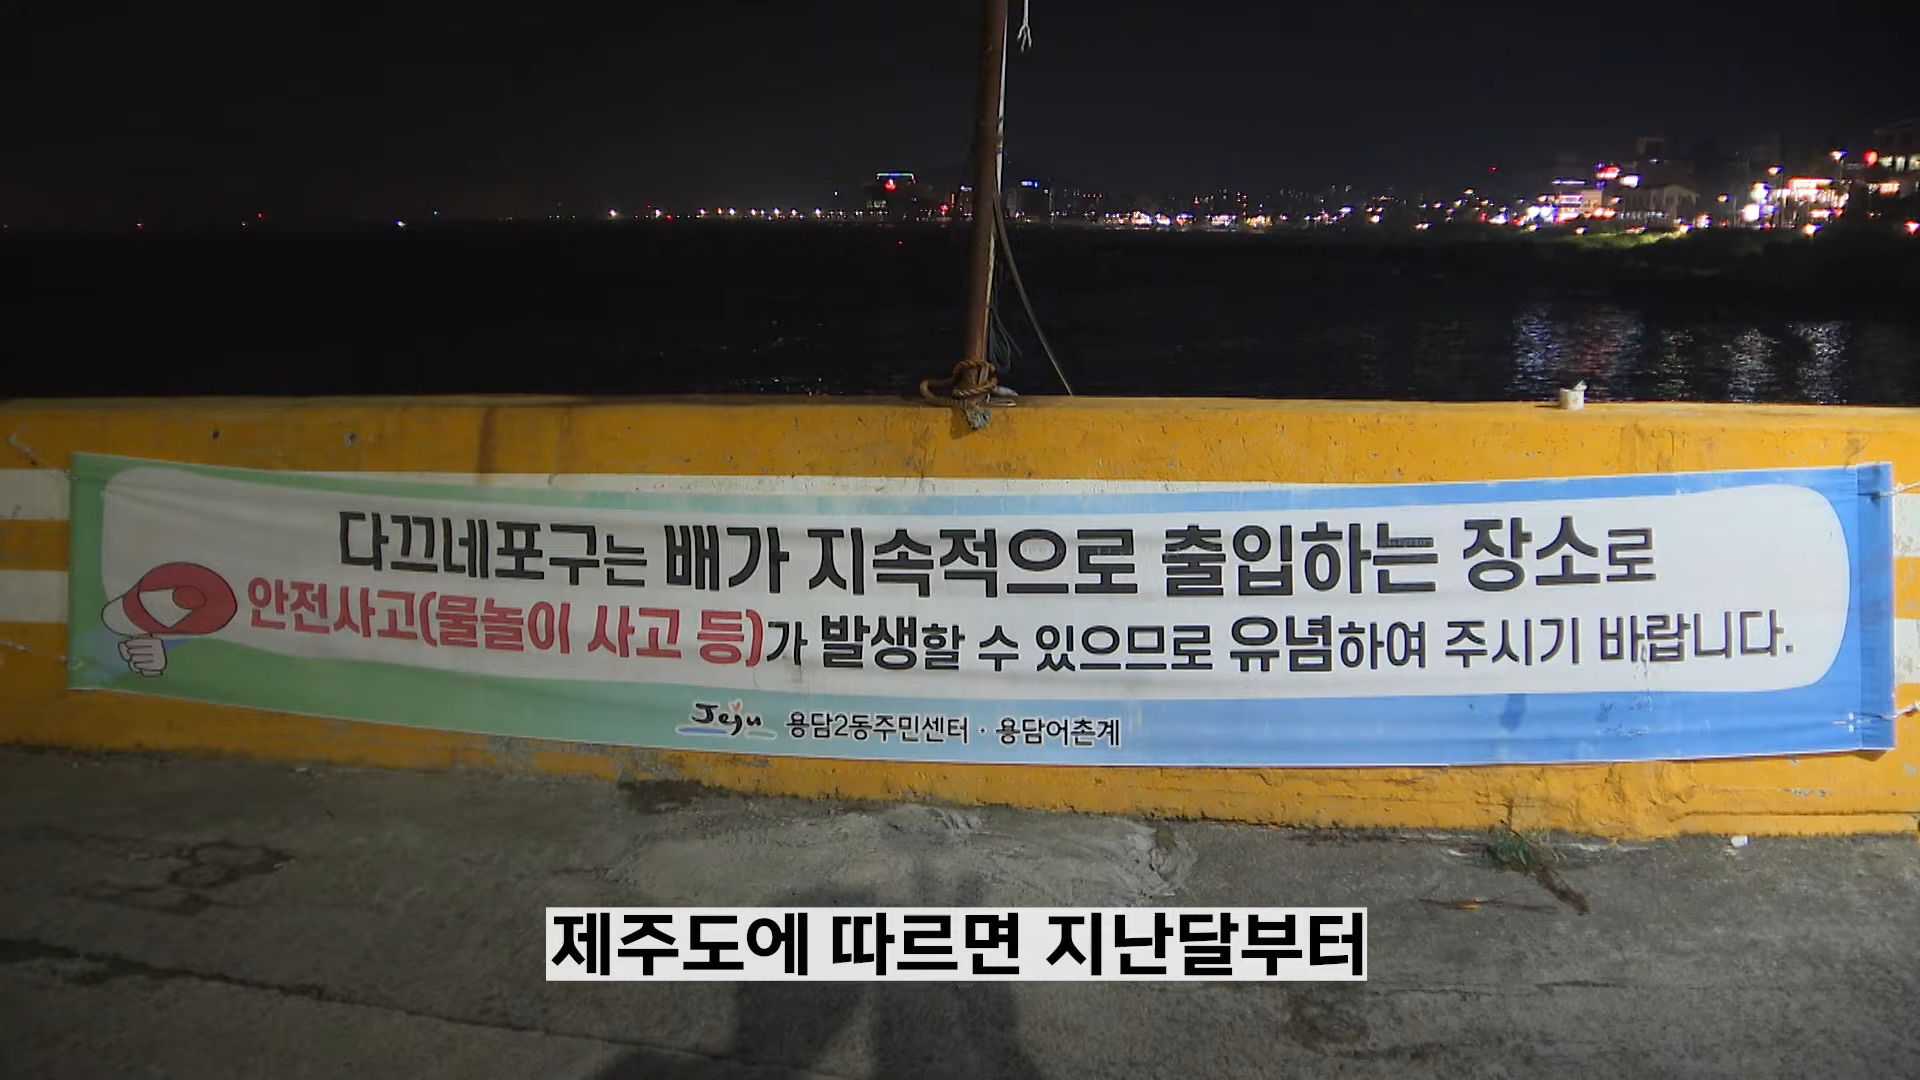 다끄네포구는 배가 지속적으로 출입하는 장소로
안전사고(물놀이 사고 등)가 발생할 수 있으므로 유념하여 주시기 바랍니다.
Jeju 용담2동주민센터 · 용담어촌계
제주도에 따르면 지난달부터